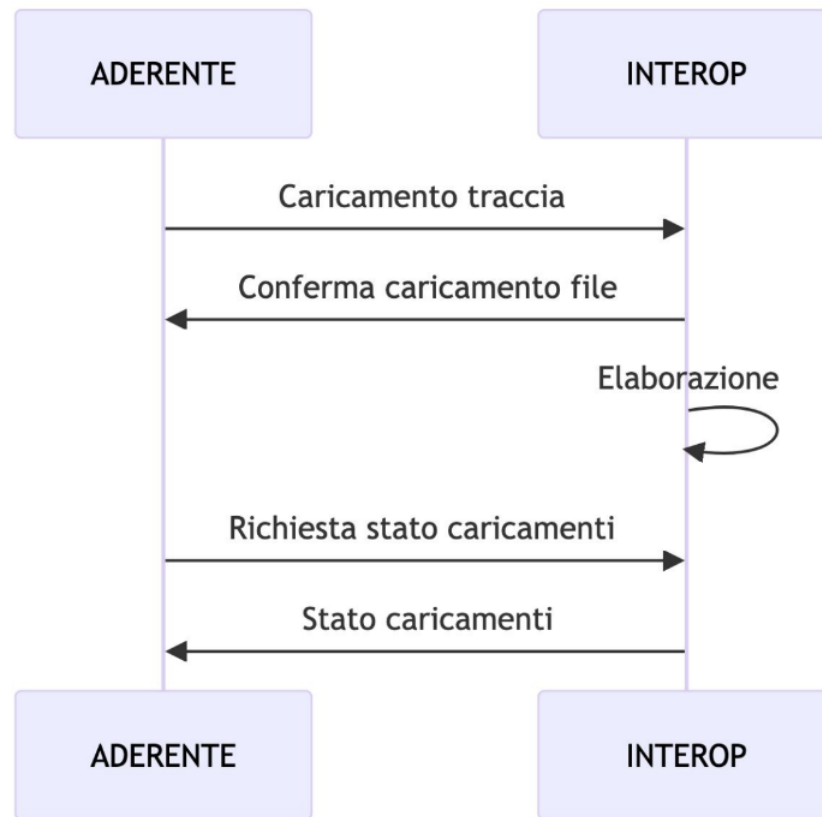 ADERENTE
INTEROP
Caricamento traccia
Conferma caricamento file
Elaborazione
Richiesta stato caricamenti
Stato caricamenti
ADERENTE
INTEROP